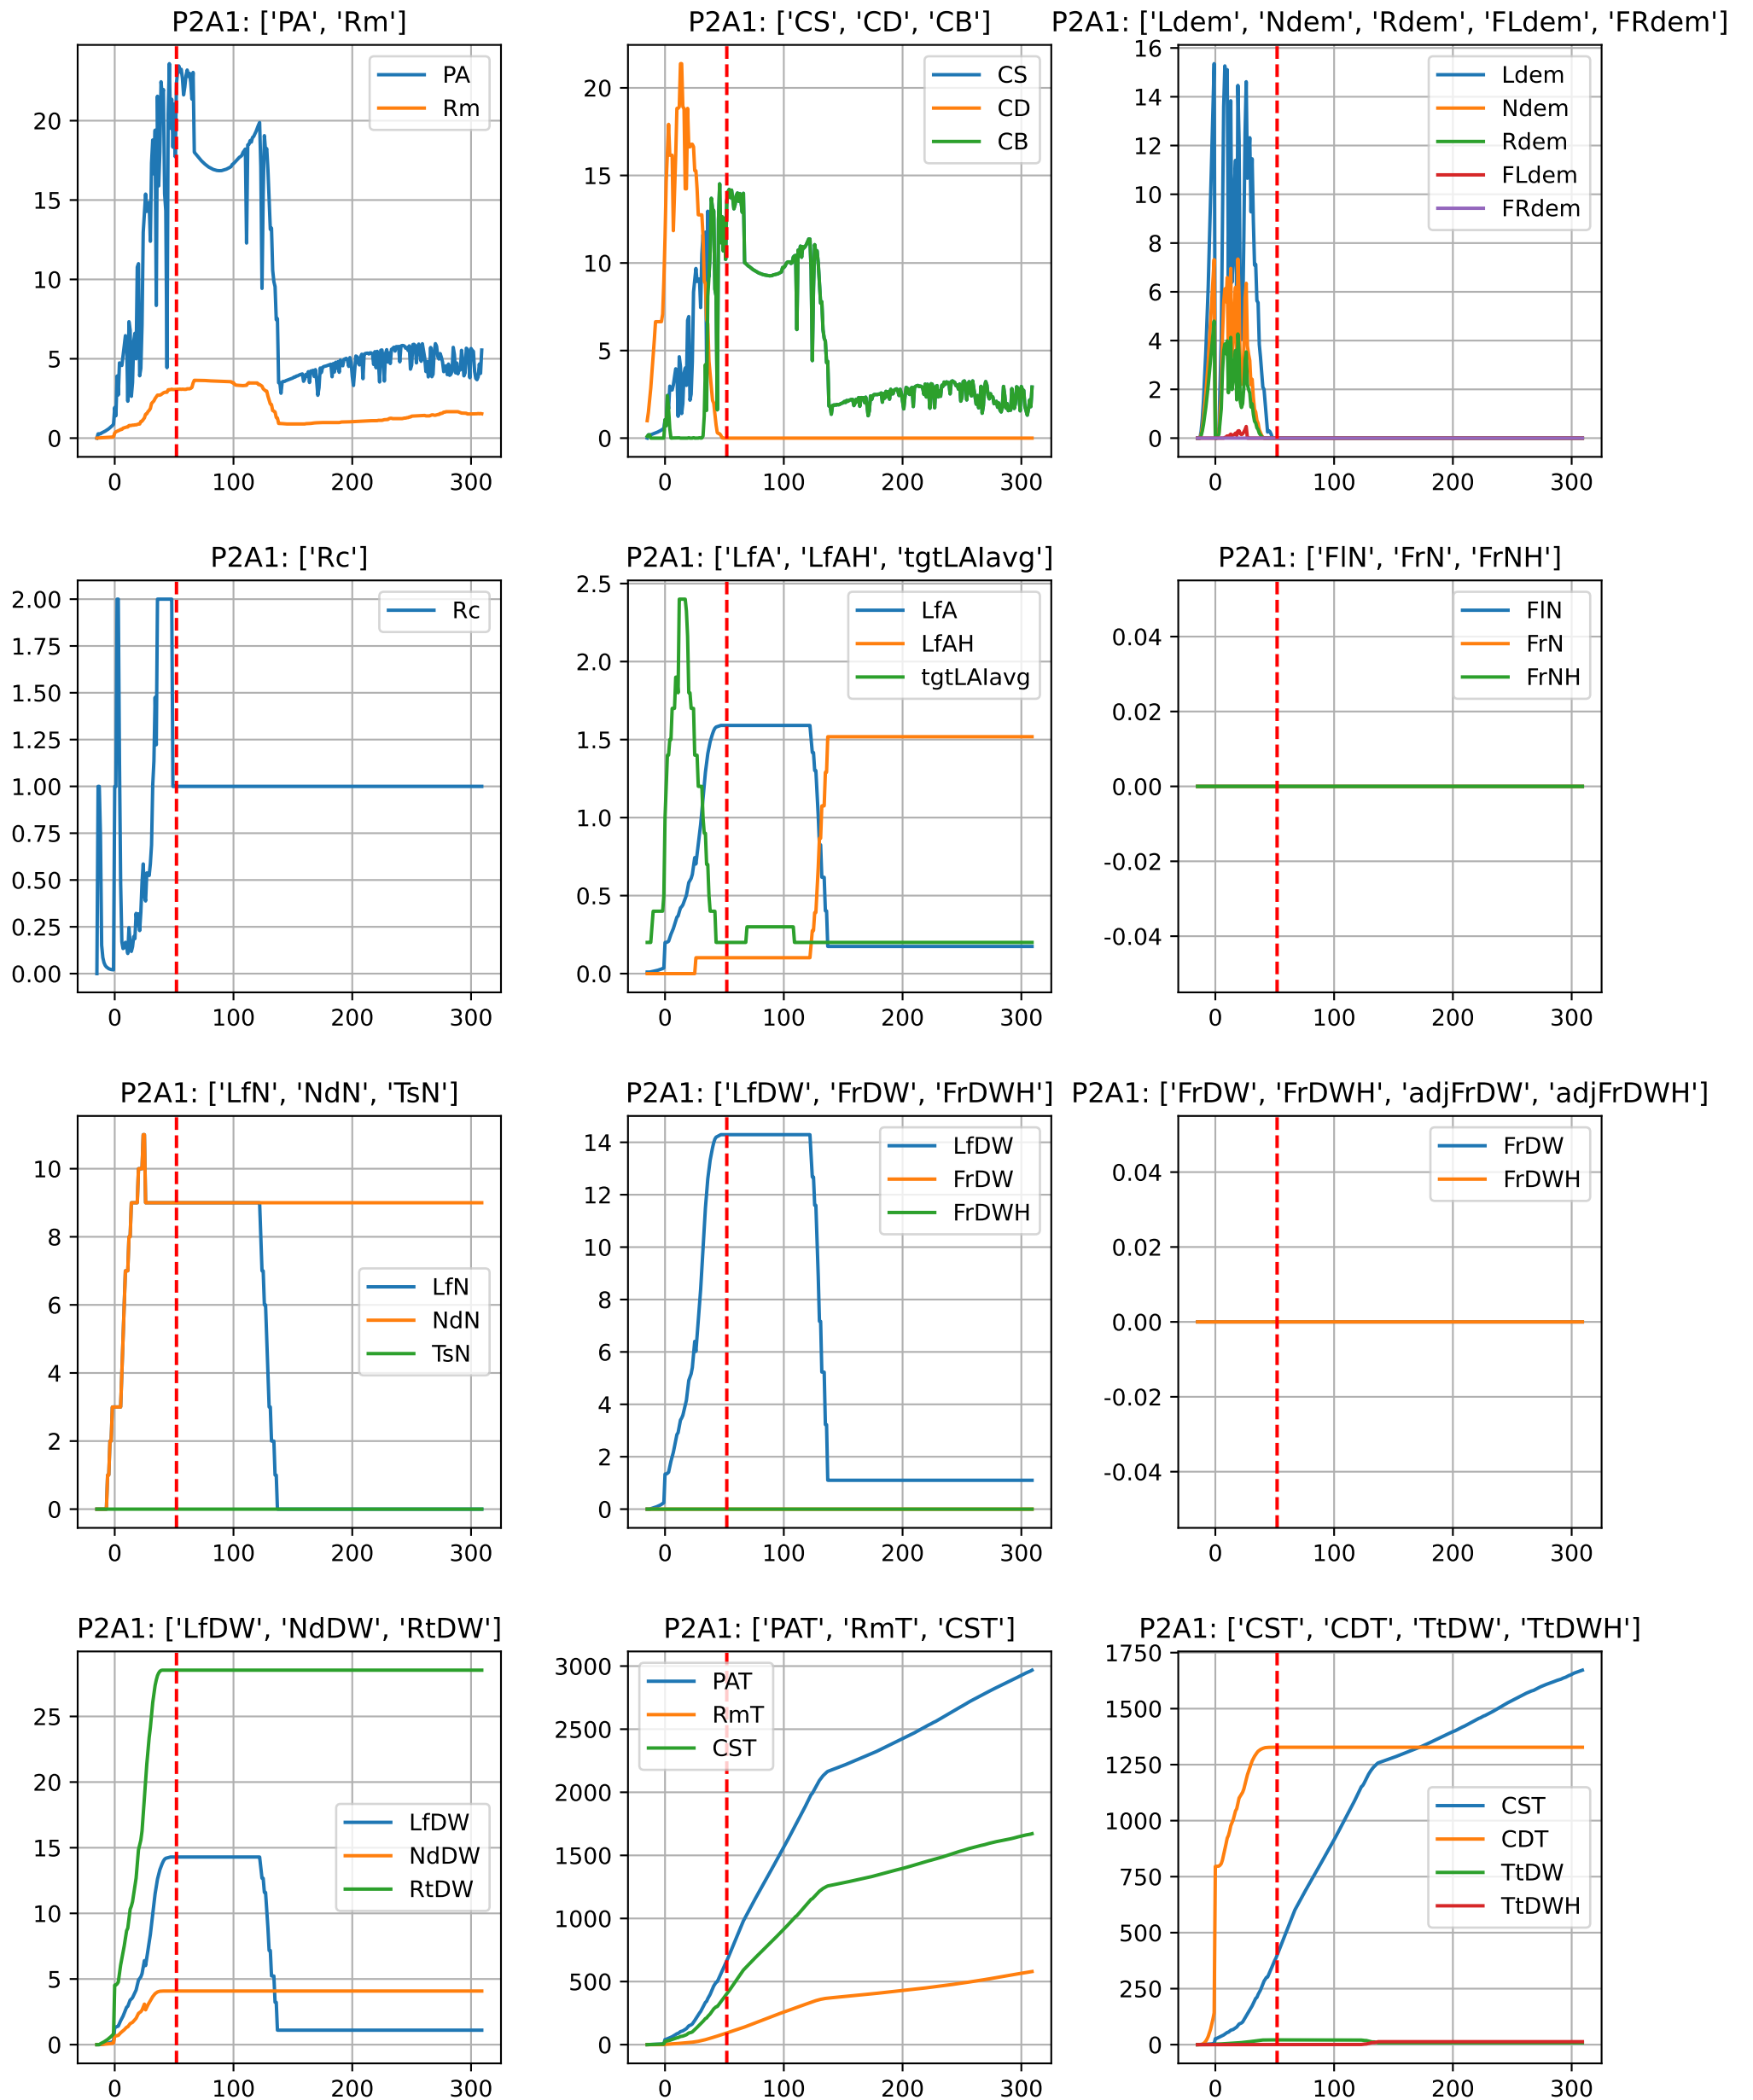 P2A1: ['PA', 'Rm']
P2A1: ['CS', 'CD', 'CB']
P2A1: ['Ldem', 'Ndem', 'Rdem', 'FLdem', 'FRdem']
20
15
10
5
0
0 100 200 300
PA
Rm
20
15
10
5
0
0 100 200 300
CS
CD
CB
16
14
12
10
8
6
4
2
0
0 100 200 300
Ldem
Ndem
Rdem
FLdem
FRdem
P2A1: ['Rc']
P2A1: ['LfA', 'LfAH', 'tgtLAIavg']
P2A1: ['FlN', 'FrN', 'FrNH']
2.00
1.75
1.50
1.25
1.00
0.75
0.50
0.25
0.00
0 100 200 300
Rc
2.5
2.0
1.5
1.0
0.5
0.0
0 100 200 300
LfA
LfAH
tgtLAIavg
0.04
0.02
0.00
-0.02
-0.04
0 100 200 300
FlN
FrN
FrNH
P2A1: ['LfN', 'NdN', 'TsN']
P2A1: ['LfDW', 'FrDW', 'FrDWH']
P2A1: ['FrDW', 'FrDWH', 'adjFrDW', 'adjFrDWH']
10
8
6
4
2
0
0 100 200 300
LfN
NdN
TsN
14
12
10
8
6
4
2
0
0 100 200 300
LfDW
FrDW
FrDWH
0.04
0.02
0.00
-0.02
-0.04
0 100 200 300
FrDW
FrDWH
P2A1: ['LfDW', 'NdDW', 'RtDW']
P2A1: ['PAT', 'RmT', 'CST']
P2A1: ['CST', 'CDT', 'TtDW', 'TtDWH']
25
20
15
10
5
0
0 100 200 300
LfDW
NdDW
RtDW
3000
2500
2000
1500
1000
500
0
0 100 200 300
PAT
RmT
CST
1750
1500
1250
1000
750
500
250
0
0 100 200 300
CST
CDT
TtDW
TtDWH